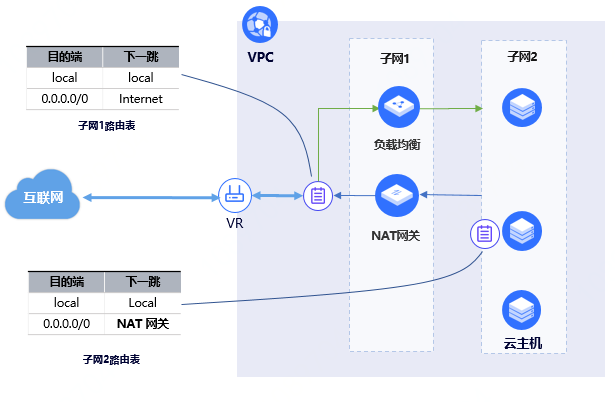 VPC
目的端 下一跳
local local
0.0.0.0/0 Internet
子网1路由表
子网1
子网2
负载均衡
互联网
VR
NAT网关
目的端 下一跳
local Local
0.0.0.0/0 NAT 网关
子网2路由表
云主机